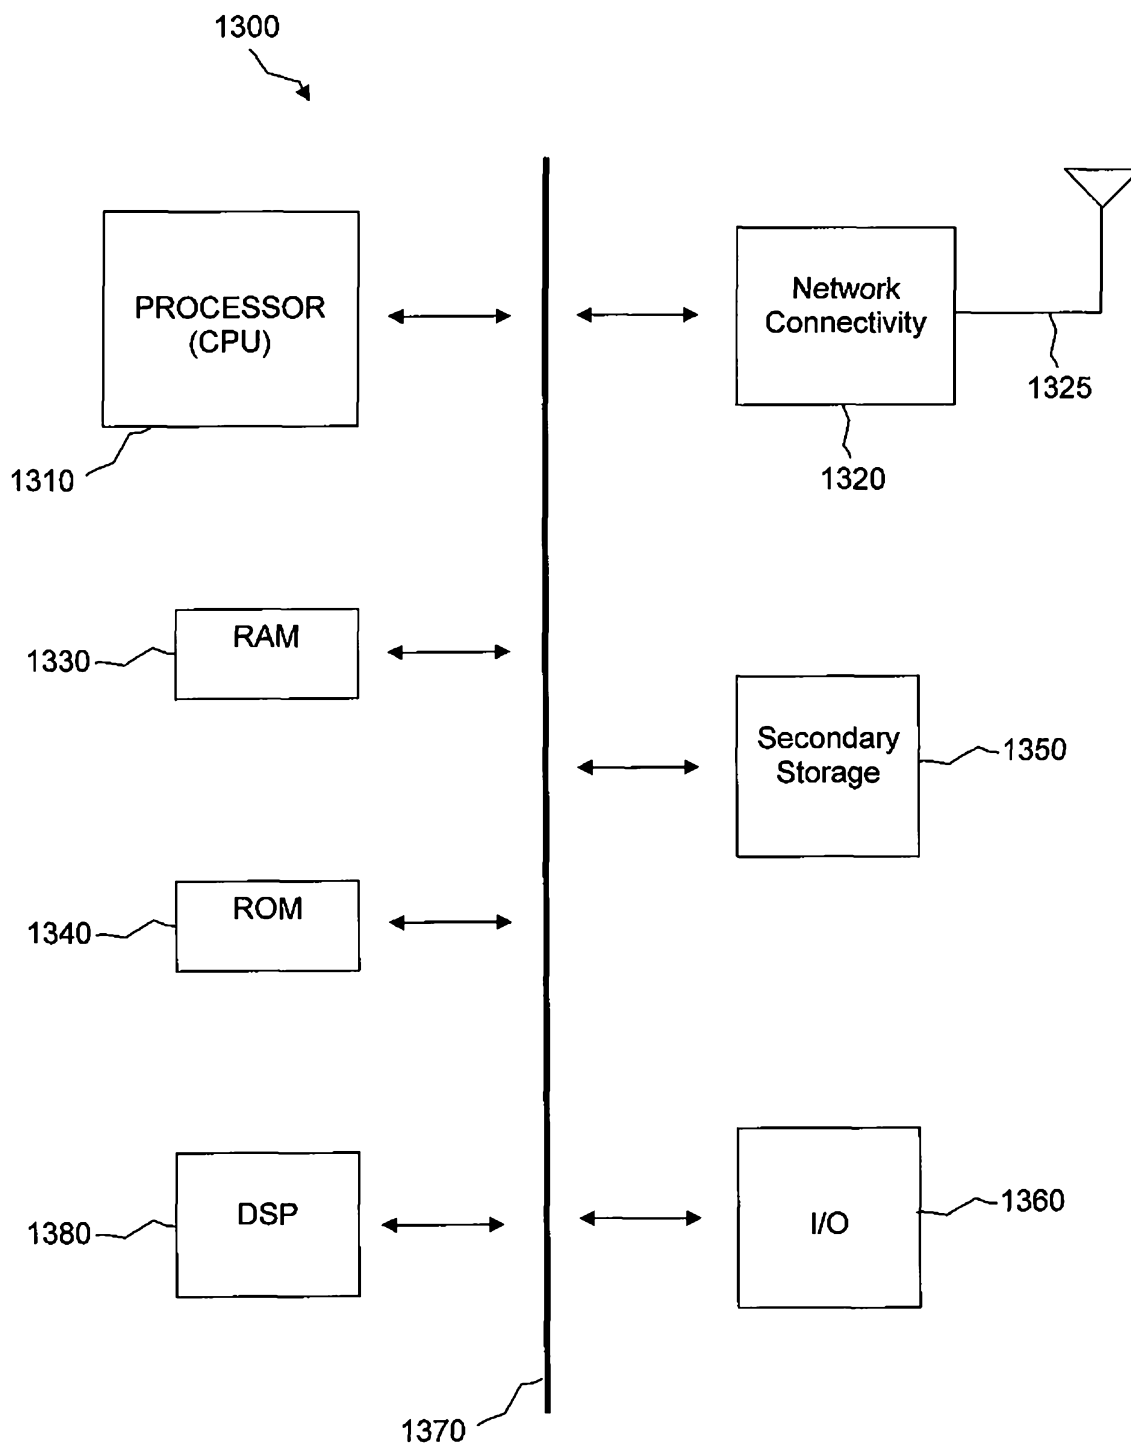 1300
PROCESSOR
(CPU)
1310
Network
Connectivity
1325
1320
RAM
1330
Secondary
Storage
1350
ROM
1340
DSP
1380
I/O
1360
1370